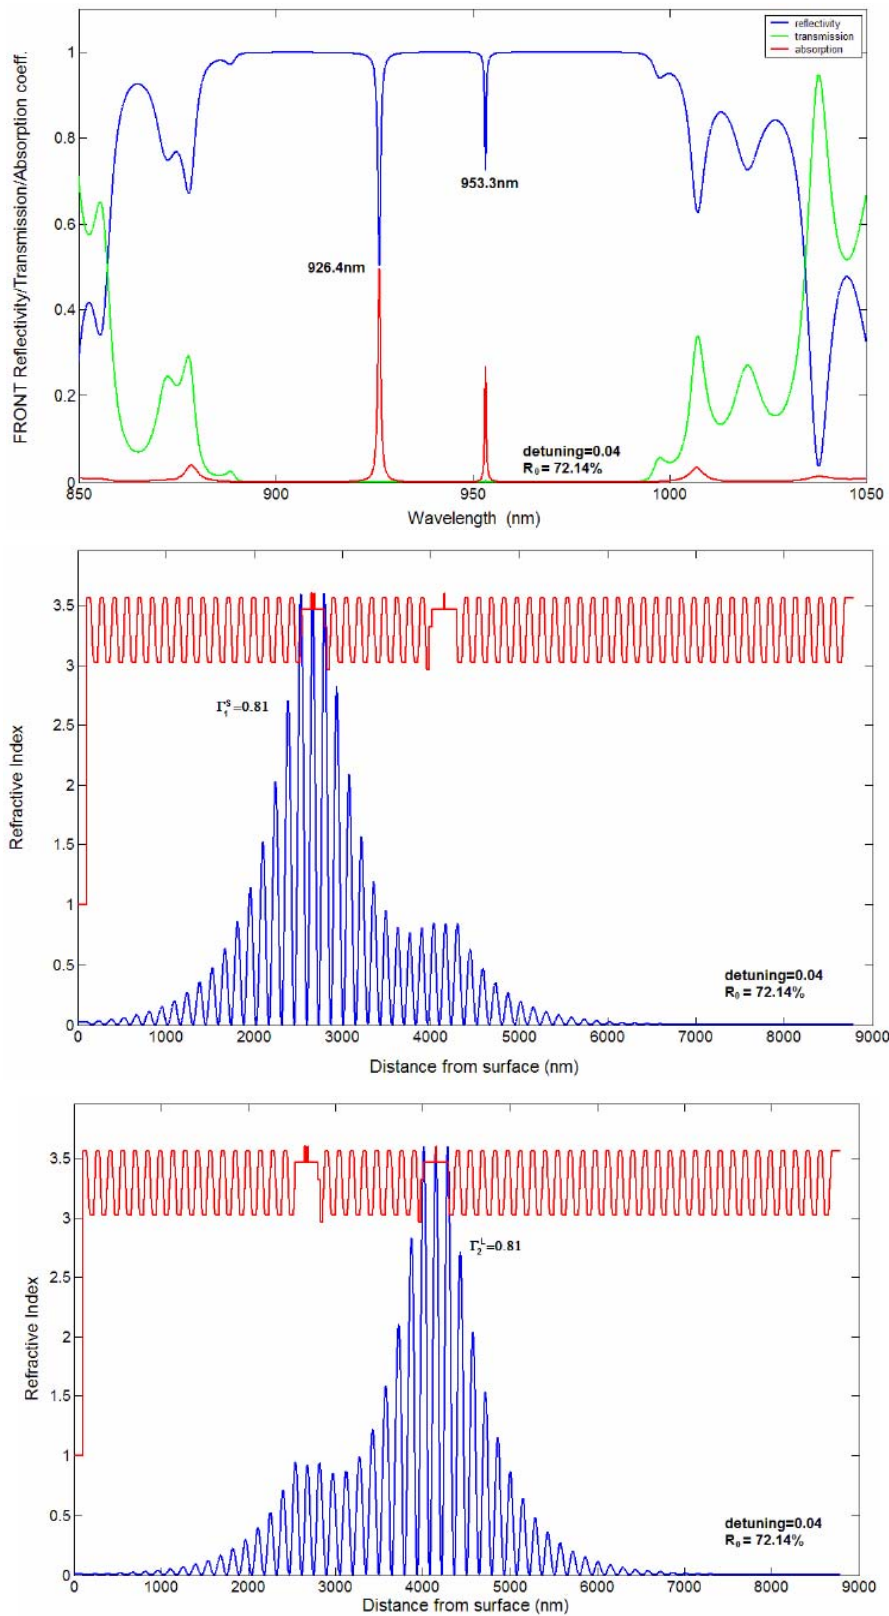 FRONT Reflectivity/Transmission/Absorption coeff.
1
0.8
0.6
0.4
0.2
0
reflectivity
transmission
absorption
953.3nm
926.4nm
detuning=0.04
R₀ = 72.14%
850 900 950 1000 1050
Wavelength (nm)
Refractive Index
3.5
3
2.5
2
1.5
1
0.5
0
Γ₁ˢ=0.81
detuning=0.04
R₀ = 72.14%
0 1000 2000 3000 4000 5000 6000 7000 8000 9000
Distance from surface (nm)
Refractive Index
3.5
3
2.5
2
1.5
1
0.5
0
Γ₂ᴸ=0.81
detuning=0.04
R₀ = 72.14%
0 1000 2000 3000 4000 5000 6000 7000 8000 9000
Distance from surface (nm)